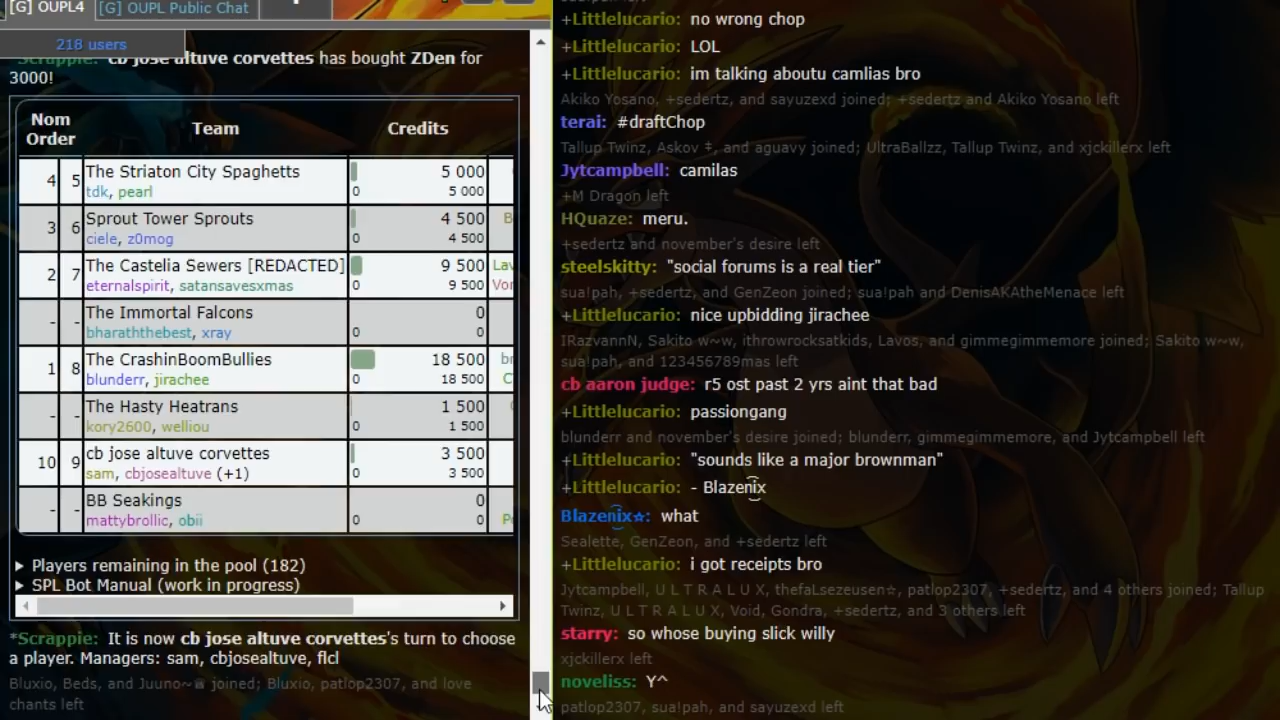 [G] OUPL4
[G] OUPL Public Chat
218 users
*Scrappie: cb jose altuve corvettes has bought ZDen for
3000!
Nom
Order
Team
Credits
4 5 The Striaton City Spaghetts 5 000
tdk, pearl 0 5 000
3 6 Sprout Tower Sprouts 4 500 B
ciele, z0mog 0 4 500
2 7 The Castelia Sewers [REDACTED] 9 500 Lav
eternalspirit, satansavesxmas 0 9 500 Vor
- - The Immortal Falcons 0
bharaththebest, xray 0 0
1 8 The CrashinBoomBullies 18 500 br
blunderr, jirachee 0 18 500 C
- - The Hasty Heatrans 1 500
kory2600, welliou 0 1 500
10 9 cb jose altuve corvettes 3 500
sam, cbjosealtuve (+1) 0 3 500
- - BB Seakings 0
mattybrollic, obii 0 0
Players remaining in the pool (182)
SPL Bot Manual (work in progress)
*Scrappie: It is now cb jose altuve corvettes's turn to choose
a player. Managers: sam, cbjosealtuve, flcl
Bluxio, Beds, and Juuno~♕ joined; Bluxio, patlop2307, and love
chants left
+Littlelucario: no wrong chop
+Littlelucario: LOL
+Littlelucario: im talking aboutu camlias bro
Akiko Yosano, +sedertz, and sayuzexd joined; +sedertz and Akiko Yosano left
terai: #draftChop
Tallup Twinz, Askov ‡, and aguavy joined; UltraBallzz, Tallup Twinz, and xjckillerx left
Jytcampbell: camilas
+M Dragon left
HQuaze: meru.
+sedertz and november's desire left
steelskitty: "social forums is a real tier"
sua!pah, +sedertz, and GenZeon joined; sua!pah and DenisAKAtheMenace left
+Littlelucario: nice upbidding jirachee
IRazvannN, Sakito w~w, ithrowrocksatkids, Lavos, and gimmegimmemore joined; Sakito w~w,
sua!pah, and 123456789mas left
cb aaron judge: r5 ost past 2 yrs aint that bad
+Littlelucario: passiongang
blunderr and november's desire joined; blunderr, gimmegimmemore, and Jytcampbell left
+Littlelucario: "sounds like a major brownman"
+Littlelucario: - Blazen͜i͡x
Blazen͜i͡x☆: what
Sealette, GenZeon, and +sedertz left
+Littlelucario: i got receipts bro
Jytcampbell, U L T R A L U X, thefaLsezeusen☆, patlop2307, +sedertz, and 4 others joined; Tallup
Twinz, U L T R A L U X, Void, Gondra, +sedertz, and 3 others left
starry: so whose buying slick willy
xjckillerx left
noveliss: Y^
patlop2307, sua!pah, and sayuzexd left